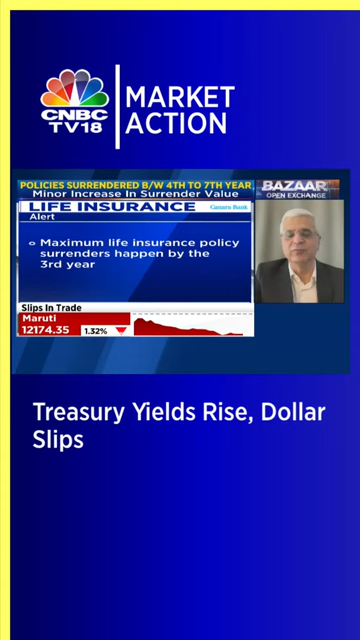 CNBC
TV18
MARKET
ACTION
POLICIES SURRENDERED B/W 4TH TO 7TH YEAR
Minor Increase In Surrender Value
BAZAAR
OPEN EXCHANGE
LIFE INSURANCE
Canara Bank
Alert
Maximum life insurance policy
surrenders happen by the
3rd year
Slips In Trade
Maruti
12174.35
1.32%
Treasury Yields Rise, Dollar
Slips